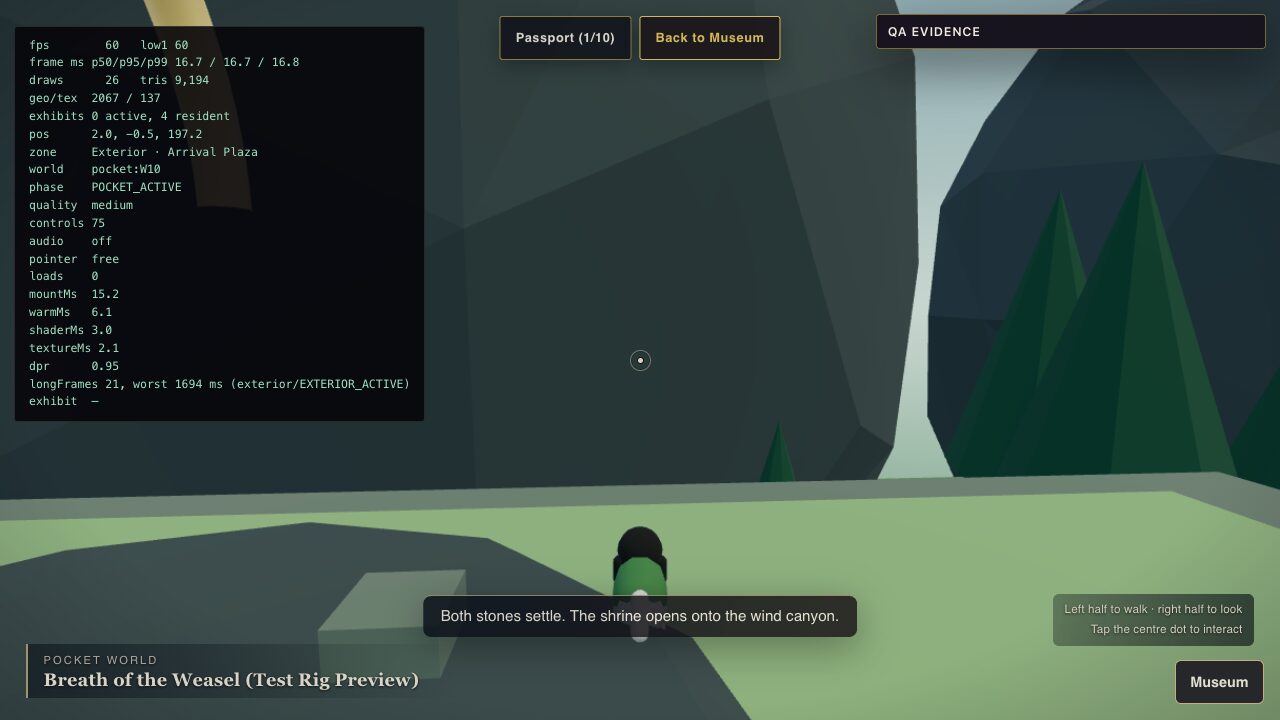 fps 60 low1 60
frame ms p50/p95/p99 16.7 / 16.7 / 16.8
draws 26 tris 9,194
geo/tex 2067 / 137
exhibits 0 active, 4 resident
pos 2.0, −0.5, 197.2
zone Exterior · Arrival Plaza
world pocket:W10
phase POCKET_ACTIVE
quality medium
controls 75
audio off
pointer free
loads 0
mountMs 15.2
warmMs 6.1
shaderMs 3.0
textureMs 2.1
dpr 0.95
longFrames 21, worst 1694 ms (exterior/EXTERIOR_ACTIVE)
exhibit —
Passport (1/10)
Back to Museum
QA EVIDENCE
Both stones settle. The shrine opens onto the wind canyon.
Left half to walk · right half to look
Tap the centre dot to interact
POCKET WORLD
Breath of the Weasel (Test Rig Preview)
Museum